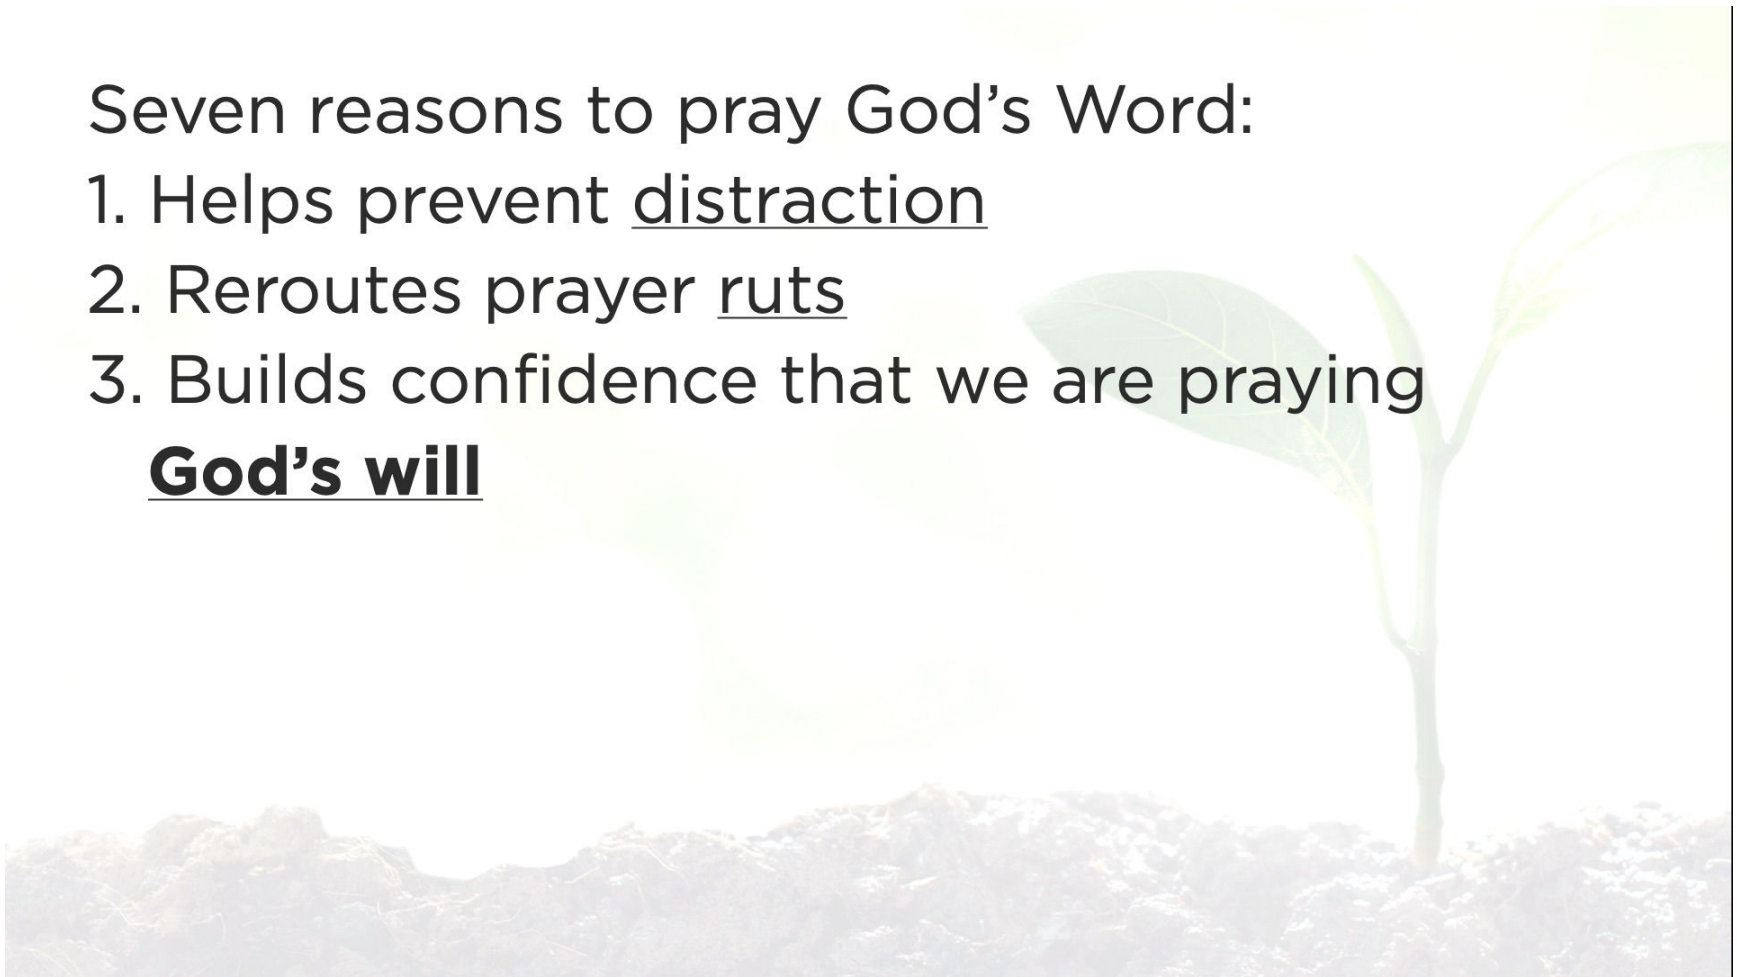 Seven reasons to pray God’s Word:
1. Helps prevent distraction
2. Reroutes prayer ruts
3. Builds confidence that we are praying
God’s will